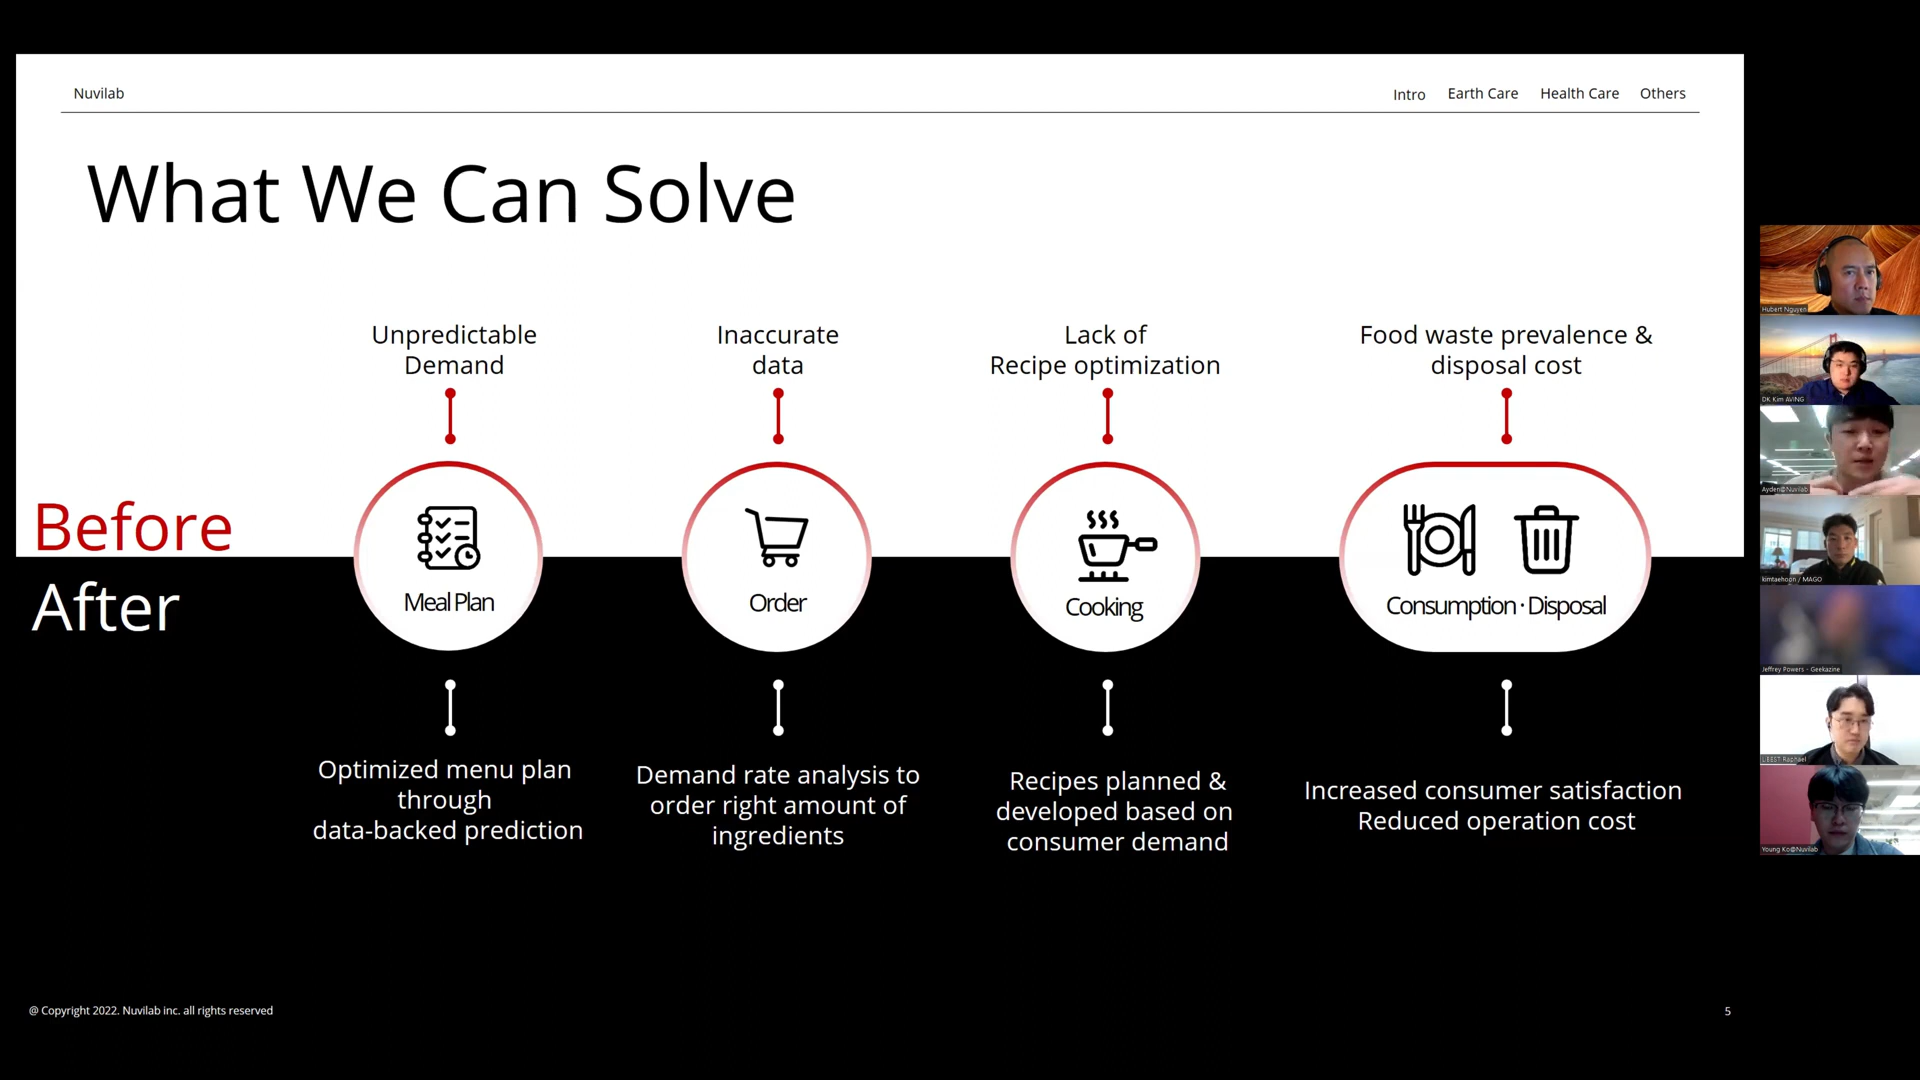 Nuvilab
Intro
Earth Care
Health Care
Others
What We Can Solve
Unpredictable
Demand
Inaccurate
data
Lack of
Recipe optimization
Food waste prevalence &
disposal cost
Before
After
Meal Plan
Order
Cooking
Consumption · Disposal
Optimized menu plan
through
data-backed prediction
Demand rate analysis to
order right amount of
ingredients
Recipes planned &
developed based on
consumer demand
Increased consumer satisfaction
Reduced operation cost
@ Copyright 2022. Nuvilab inc. all rights reserved
5
Hubert Nguyen
DK Kim AVING
Ayden@Nuvilab
kimtaehoon / MAGO
Jeffrey Powers - Geekazine
Raphael
Young Ko@Nuvilab